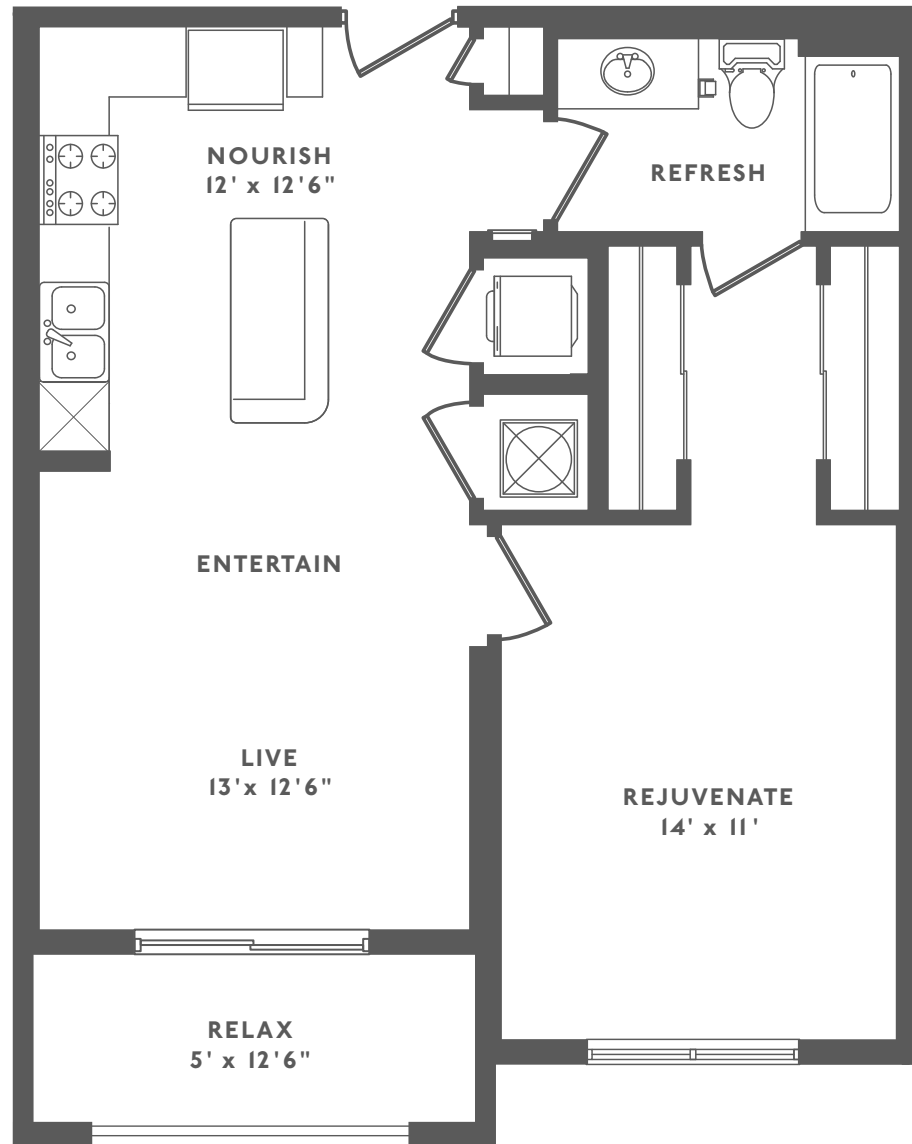 NOURISH
12' x 12'6"
REFRESH
ENTERTAIN
LIVE
13'x 12'6"
REJUVENATE
14' x 11'
RELAX
5' x 12'6"